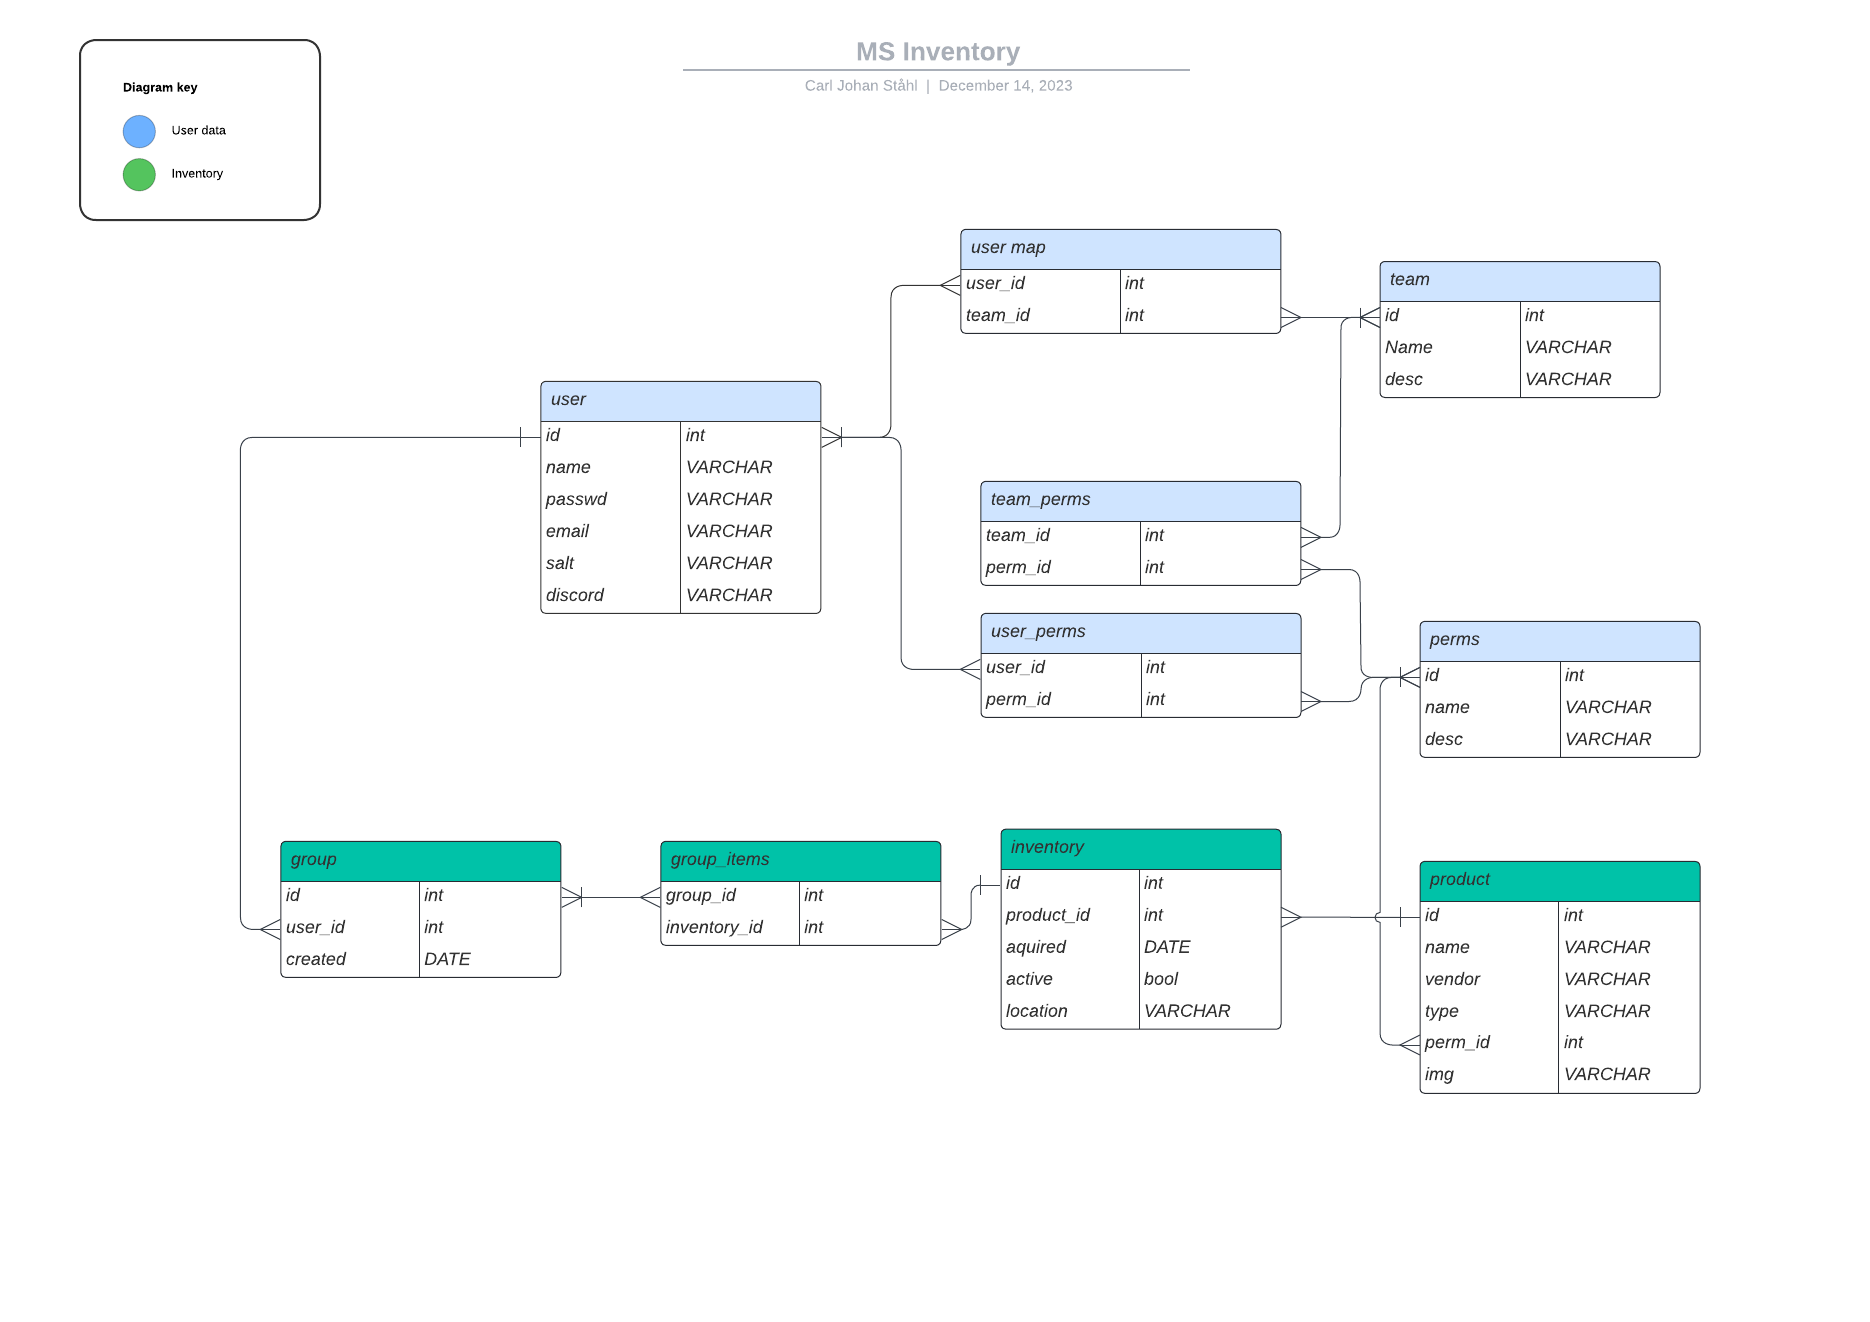 MS Inventory
Carl Johan Ståhl | December 14, 2023
Diagram key
User data
Inventory
user map
user_id int
team_id int
team
id int
Name VARCHAR
desc VARCHAR
user
id int
name VARCHAR
passwd VARCHAR
email VARCHAR
salt VARCHAR
discord VARCHAR
team_perms
team_id int
perm_id int
user_perms
user_id int
perm_id int
perms
id int
name VARCHAR
desc VARCHAR
group
id int
user_id int
created DATE
group_items
group_id int
inventory_id int
inventory
id int
product_id int
aquired DATE
active bool
location VARCHAR
product
id int
name VARCHAR
vendor VARCHAR
type VARCHAR
perm_id int
img VARCHAR